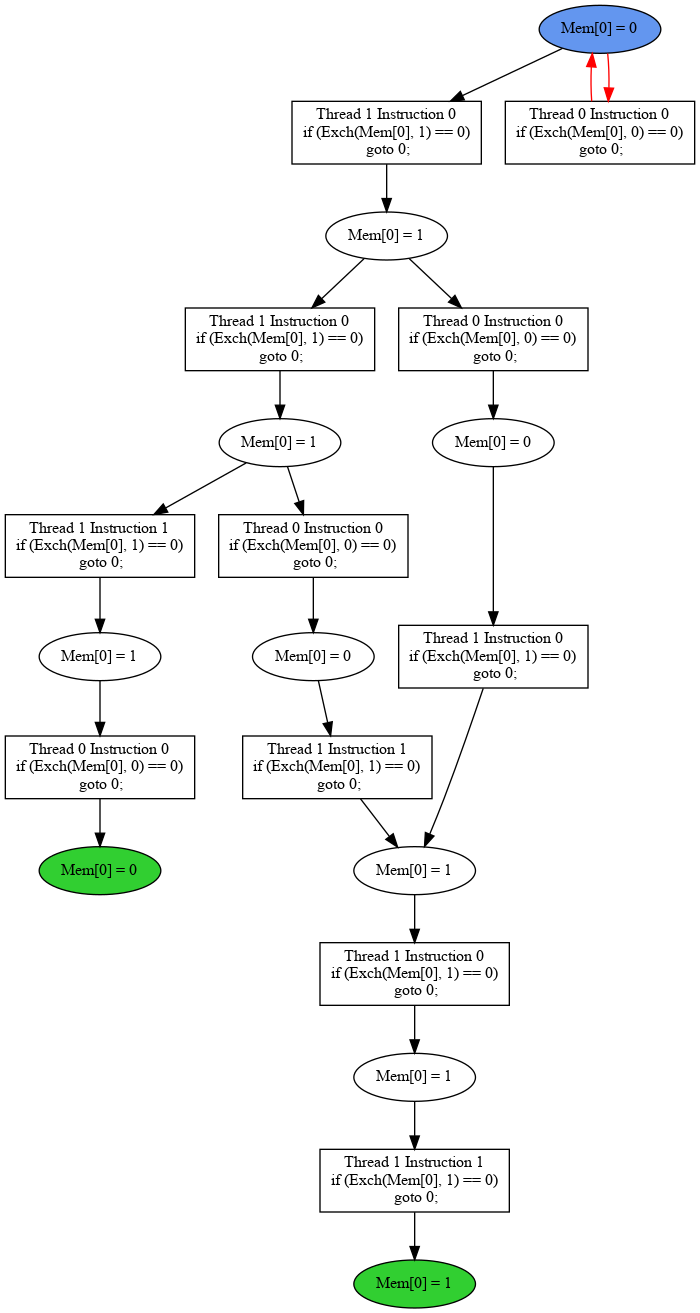 Mem[0] = 0
Thread 1 Instruction 0
if (Exch(Mem[0], 1) == 0)
goto 0;
Thread 0 Instruction 0
if (Exch(Mem[0], 0) == 0)
goto 0;
Mem[0] = 1
Thread 1 Instruction 0
if (Exch(Mem[0], 1) == 0)
goto 0;
Thread 0 Instruction 0
if (Exch(Mem[0], 0) == 0)
goto 0;
Mem[0] = 1
Mem[0] = 0
Thread 1 Instruction 1
if (Exch(Mem[0], 1) == 0)
goto 0;
Thread 0 Instruction 0
if (Exch(Mem[0], 0) == 0)
goto 0;
Mem[0] = 1
Mem[0] = 0
Thread 1 Instruction 0
if (Exch(Mem[0], 1) == 0)
goto 0;
Thread 0 Instruction 0
if (Exch(Mem[0], 0) == 0)
goto 0;
Thread 1 Instruction 1
if (Exch(Mem[0], 1) == 0)
goto 0;
Mem[0] = 0
Mem[0] = 1
Thread 1 Instruction 0
if (Exch(Mem[0], 1) == 0)
goto 0;
Mem[0] = 1
Thread 1 Instruction 1
if (Exch(Mem[0], 1) == 0)
goto 0;
Mem[0] = 1